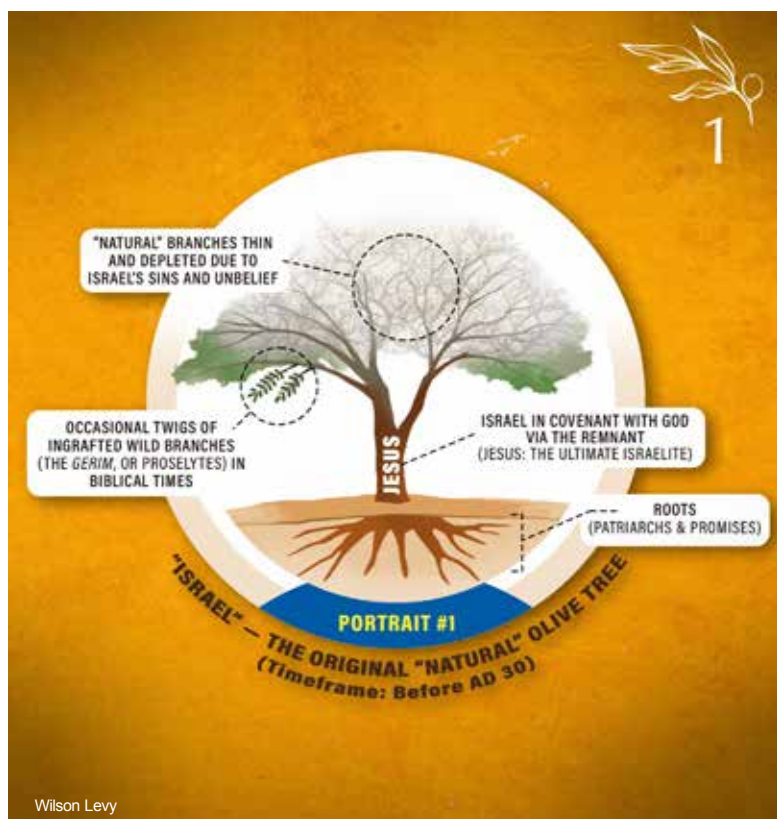 1
"NATURAL" BRANCHES THIN
AND DEPLETED DUE TO
ISRAEL'S SINS AND UNBELIEF
OCCASIONAL TWIGS OF
INGRAFTED WILD BRANCHES
(THE GERIM, OR PROSELYTES) IN
BIBLICAL TIMES
JESUS
ISRAEL IN COVENANT WITH GOD
VIA THE REMNANT
(JESUS: THE ULTIMATE ISRAELITE)
ROOTS
(PATRIARCHS & PROMISES)
PORTRAIT #1
"ISRAEL" — THE ORIGINAL "NATURAL" OLIVE TREE
(Timeframe: Before AD 30)
Wilson Levy